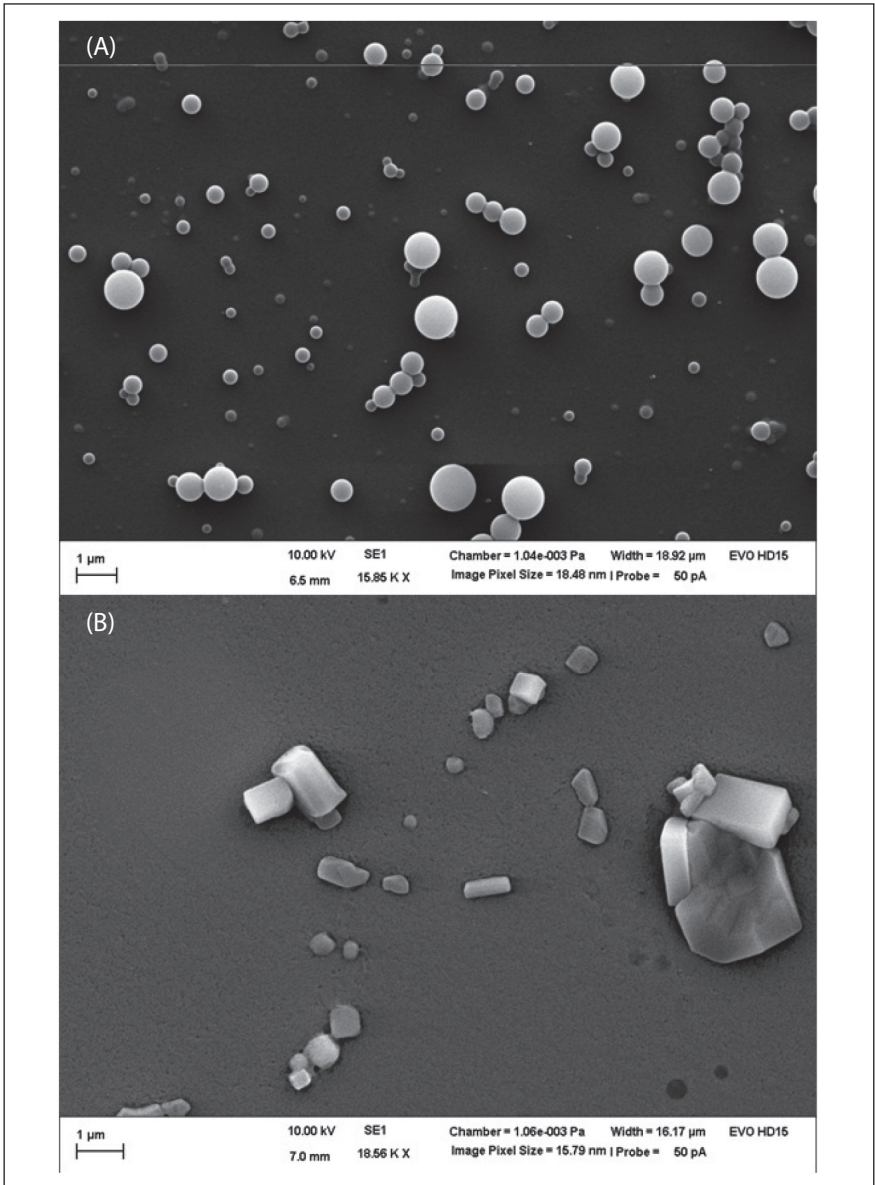 (A)
1 µm 10.00 kV SE1 Chamber = 1.04e-003 Pa Width = 18.92 µm EVO HD15
6.5 mm 15.85 K X Image Pixel Size = 18.48 nm I Probe = 50 pA
(B)
1 µm 10.00 kV SE1 Chamber = 1.06e-003 Pa Width = 16.17 µm EVO HD15
7.0 mm 18.56 K X Image Pixel Size = 15.79 nm I Probe = 50 pA